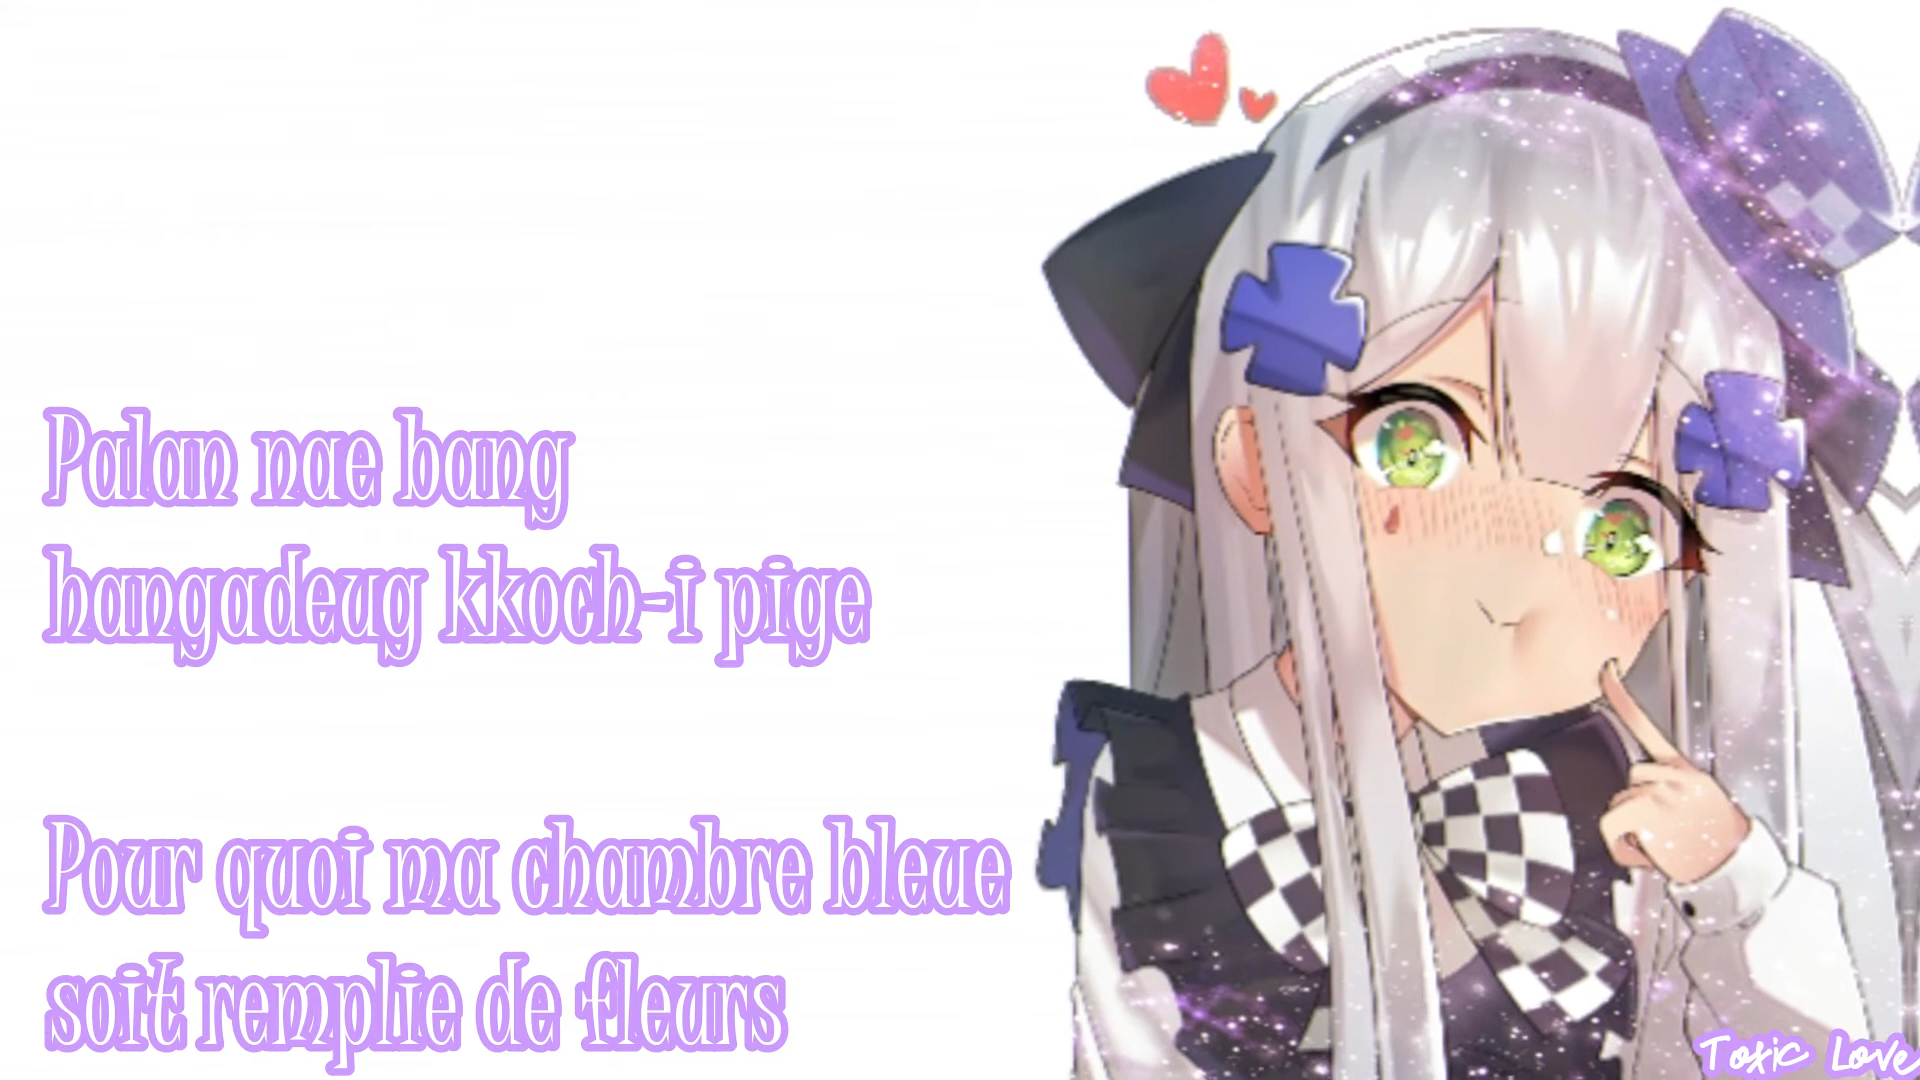 Palan nae bang
hangadeug kkoch-i pige
Pour quoi ma chambre bleue
soit remplie de fleurs
Toxic Love